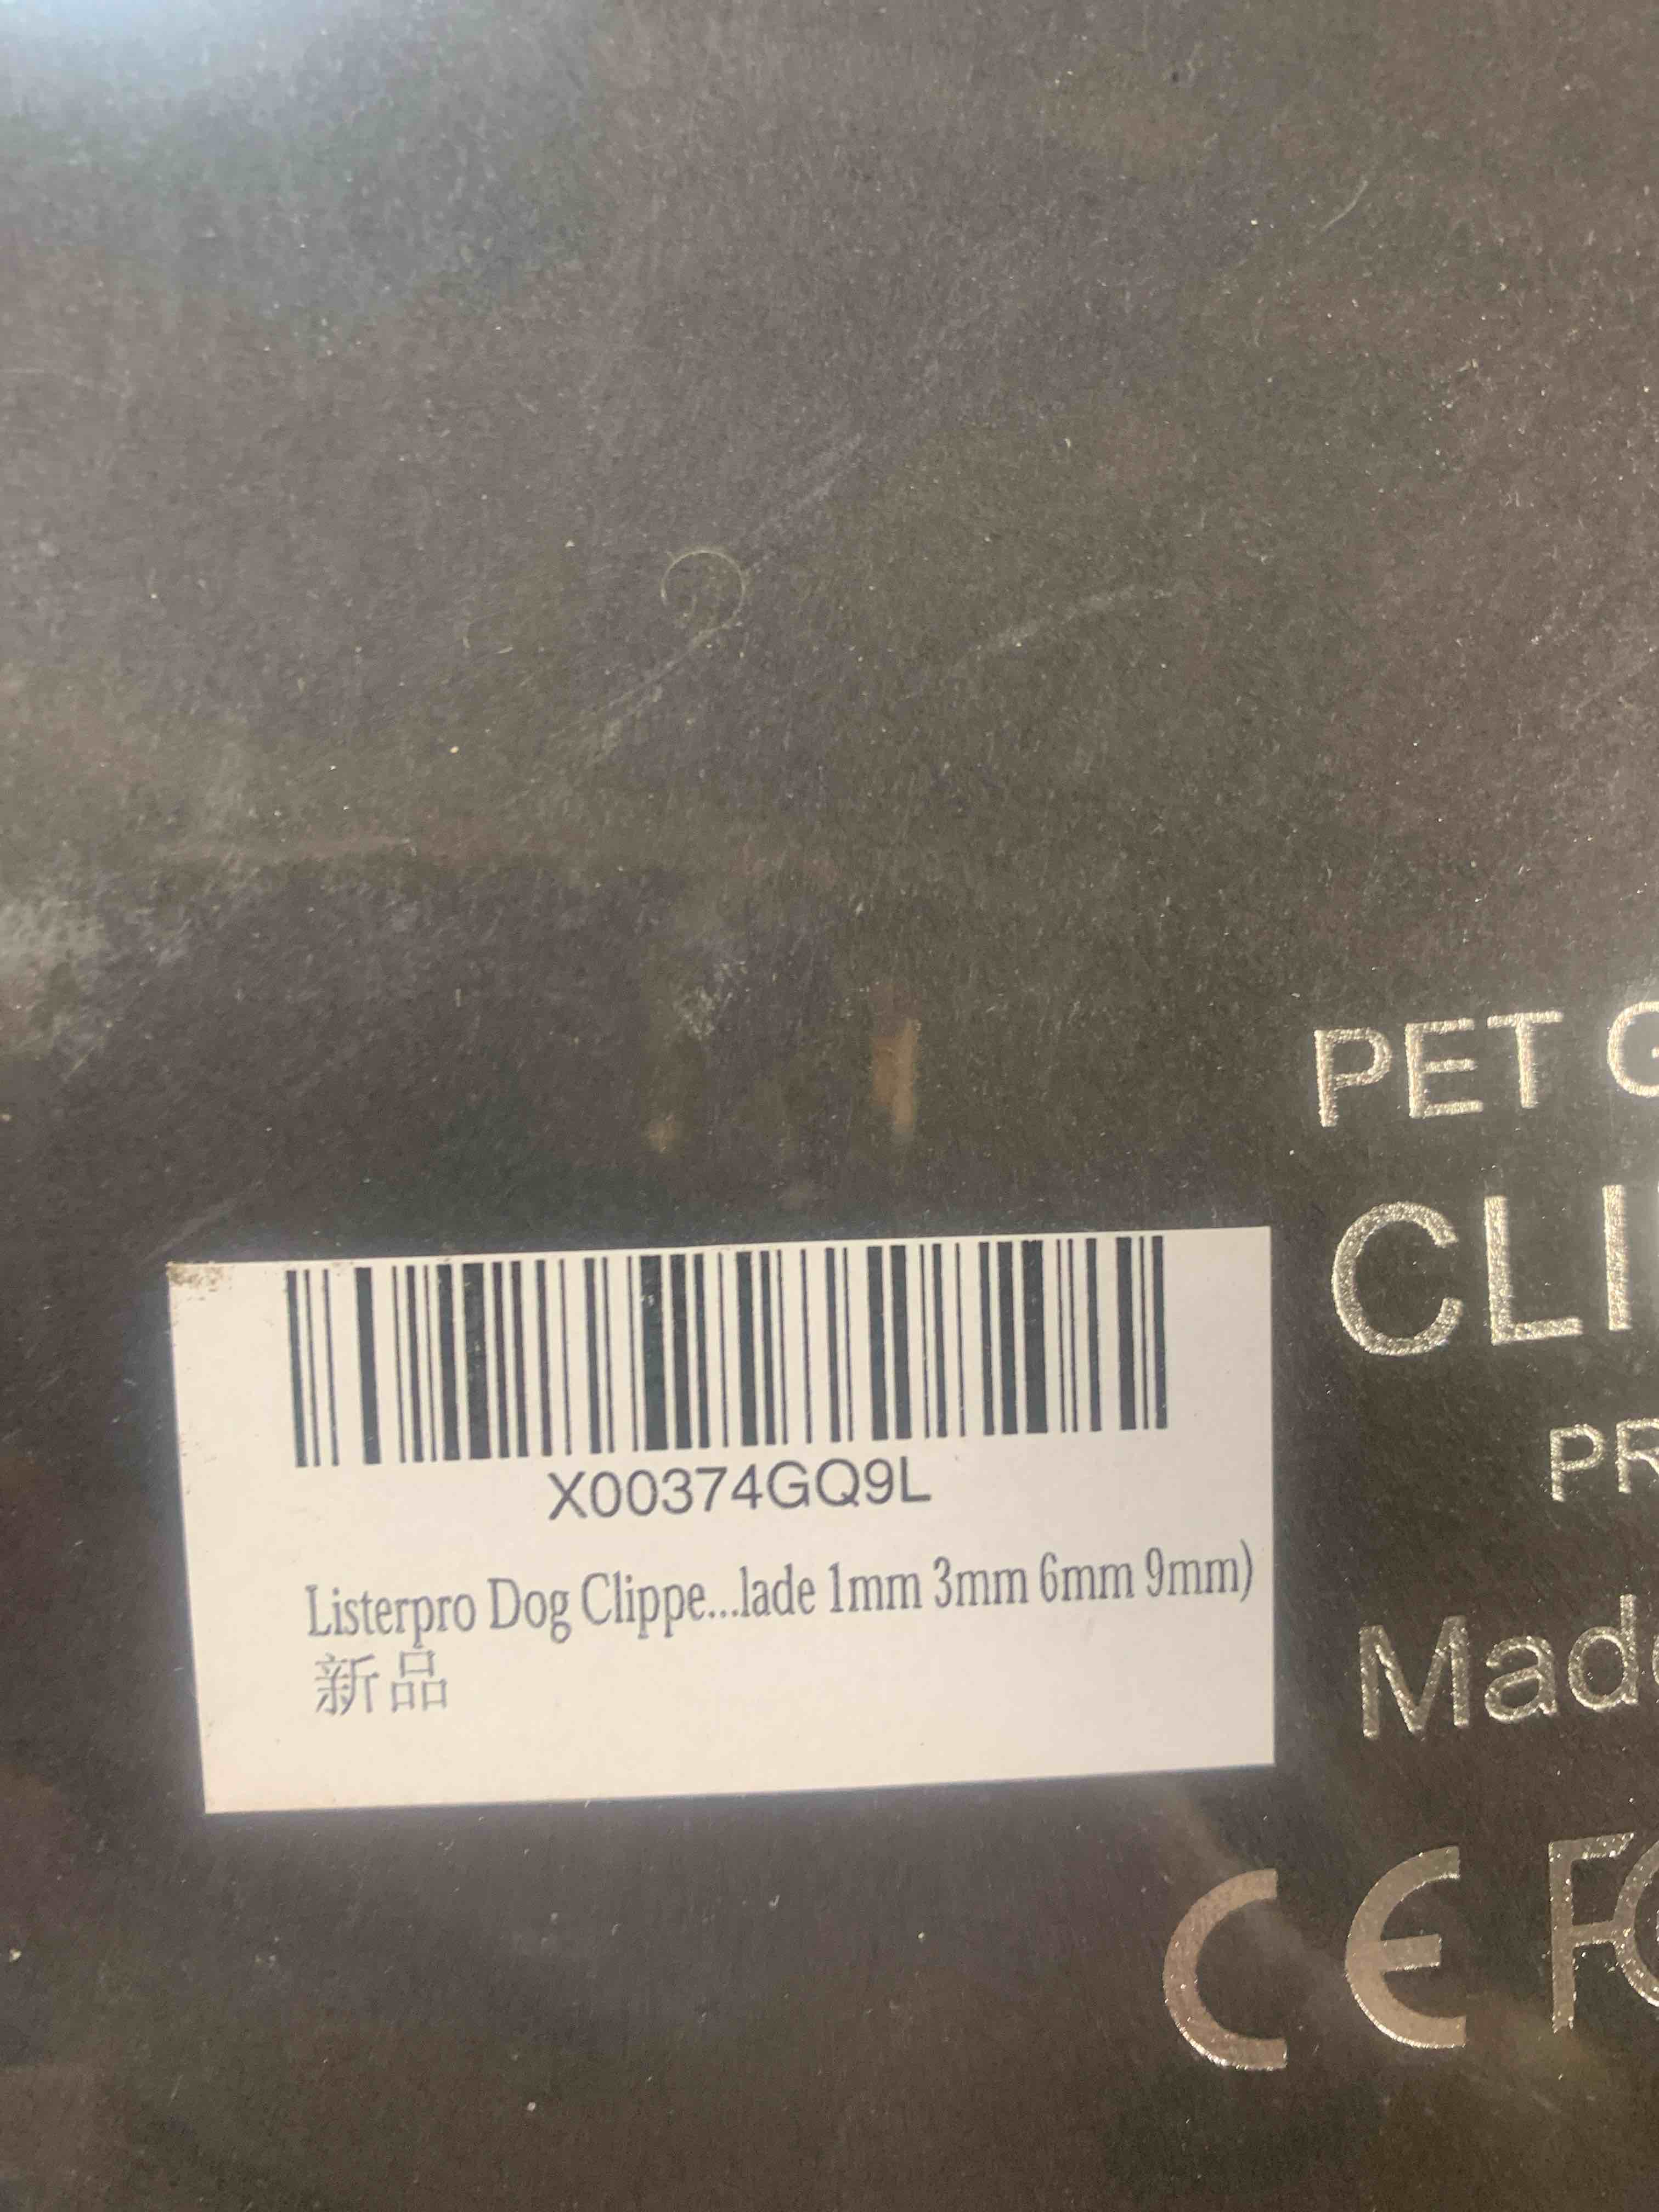 PET G
CLI
PR
X00374GQ9L
Listerpro Dog Clippe...lade 1mm 3mm 6mm 9mm)
新品
Made
CE FC